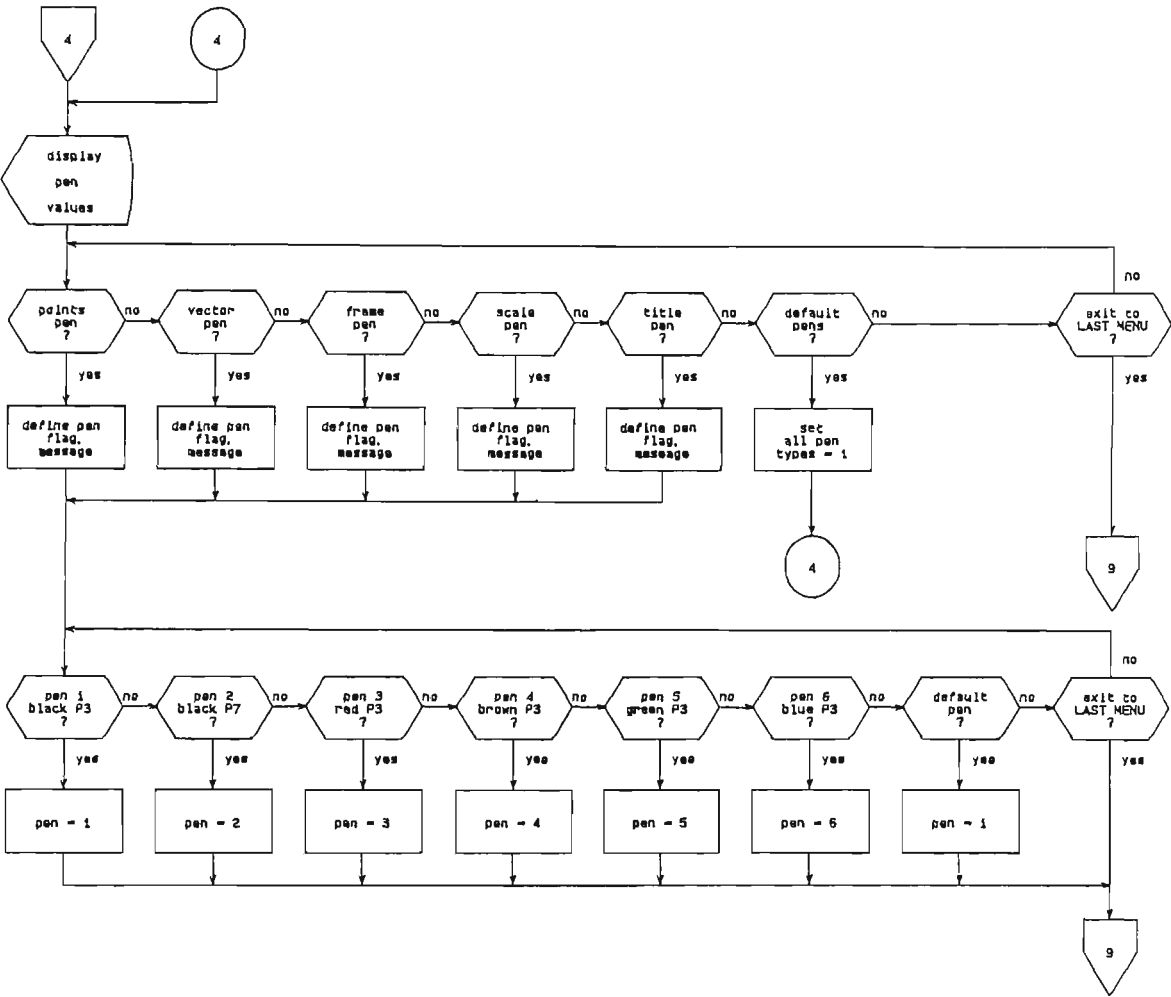 4
4
display
pen
values
no
points
pen
?
no
vector
pen
?
no
frame
pen
?
no
scale
pen
?
no
title
pen
?
no
default
pens
?
no
exit to
LAST MENU
?
yes
yes
yes
yes
yes
yes
yes
define pen
flag,
message
define pen
flag,
message
define pen
flag,
message
define pen
flag,
message
define pen
flag,
message
set
all pen
types = 1
4
9
no
pen 1
black P3
?
no
pen 2
black P7
?
no
pen 3
red P3
?
no
pen 4
brown P3
?
no
pen 5
green P3
?
no
pen 6
blue P3
?
no
default
pen
?
no
exit to
LAST MENU
?
yes
yes
yes
yes
yes
yes
yes
yes
pen = 1
pen = 2
pen = 3
pen = 4
pen = 5
pen = 6
pen = 1
9